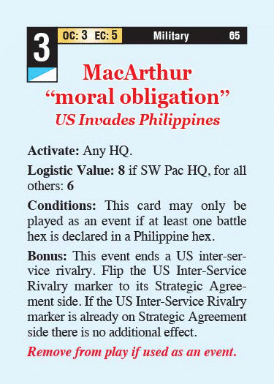 3 OC: 3 EC: 5 Military 65
MacArthur
“moral obligation”
US Invades Philippines
Activate: Any HQ.
Logistic Value: 8 if SW Pac HQ, for all
others: 6
Conditions: This card may only be
played as an event if at least one battle
hex is declared in a Philippine hex.
Bonus: This event ends a US inter-ser-
vice rivalry. Flip the US Inter-Service
Rivalry marker to its Strategic Agree-
ment side. If the US Inter-Service Rivalry
marker is already on Strategic Agreement
side there is no additional effect.
Remove from play if used as an event.